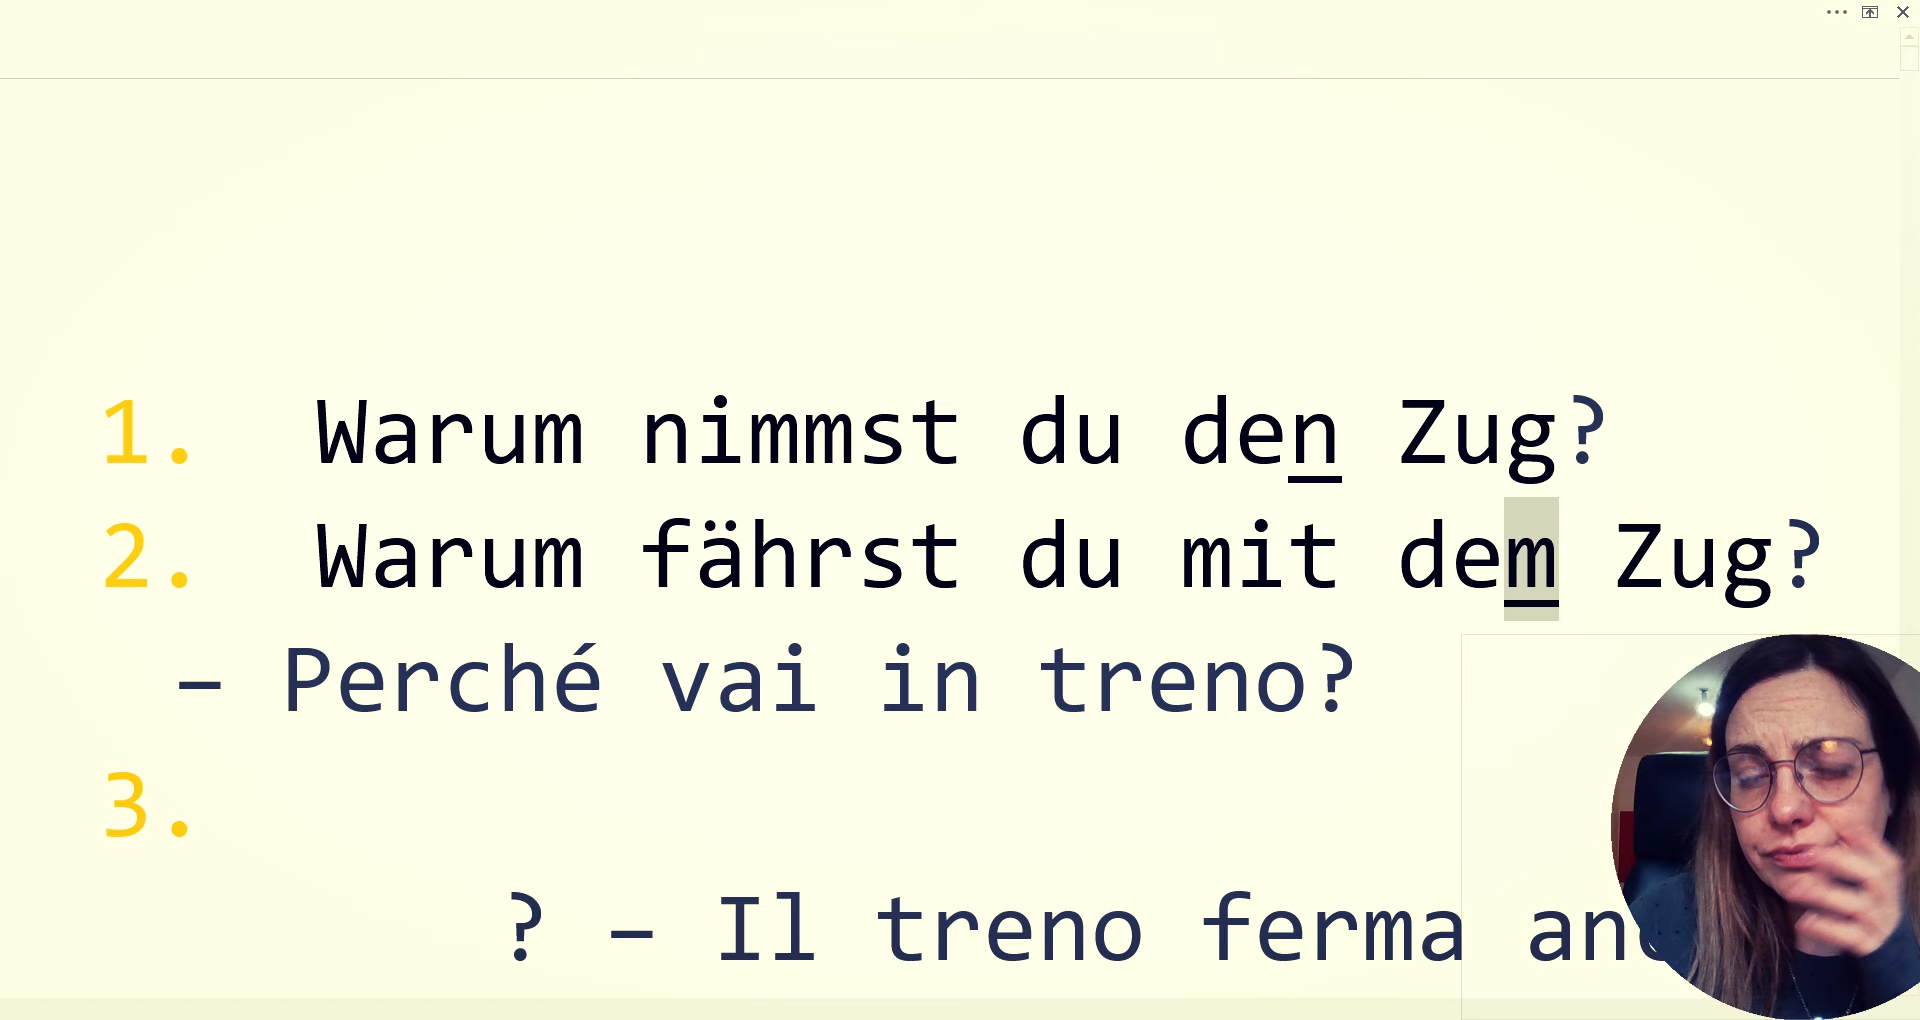 1. Warum nimmst du den Zug?
2. Warum fährst du mit dem Zug?
– Perché vai in treno?
3.
? – Il treno ferma